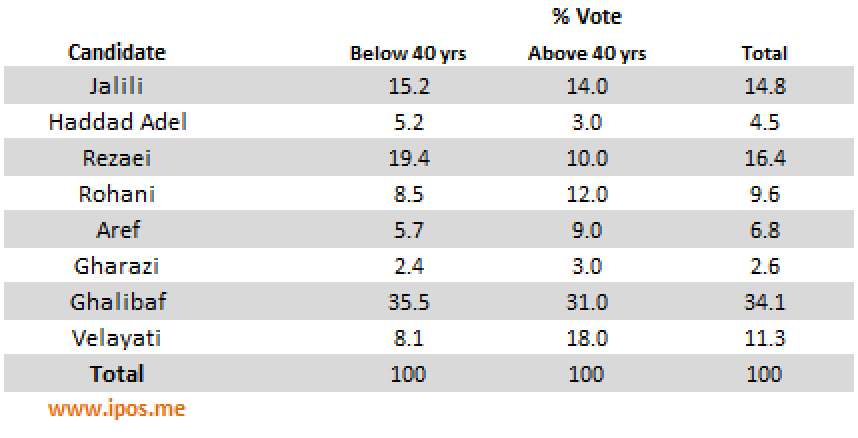 % Vote
Candidate Below 40 yrs Above 40 yrs Total
Jalili 15.2 14.0 14.8
Haddad Adel 5.2 3.0 4.5
Rezaei 19.4 10.0 16.4
Rohani 8.5 12.0 9.6
Aref 5.7 9.0 6.8
Gharazi 2.4 3.0 2.6
Ghalibaf 35.5 31.0 34.1
Velayati 8.1 18.0 11.3
Total 100 100 100
www.ipos.me